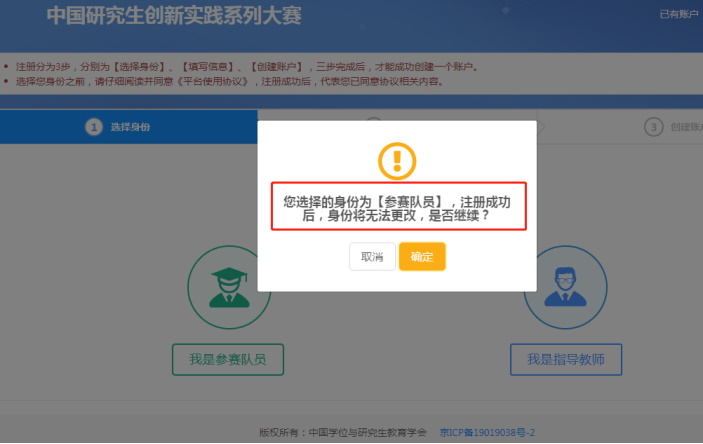 中国研究生创新实践系列大赛
已有账户
注册分为3步，分别为【选择身份】、【填写信息】、【创建账户】，三步完成后，才能成功创建一个账户。
选择您身份之前，请仔细阅读并同意《平台使用协议》，注册成功后，代表您已同意协议相关内容。
1 选择身份
3 创建账
您选择的身份为【参赛队员】，注册成功
后，身份将无法更改，是否继续？
取消 确定
我是参赛队员 我是指导教师
版权所有：中国学位与研究生教育学会 京ICP备19019038号-2